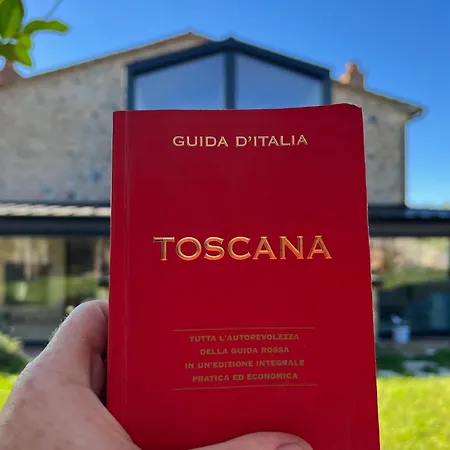 GUIDA D'ITALIA
TOSCANA
TUTTA L'AUTOREVOLEZZA
DELLA GUIDA ROSSA
IN UN'EDIZIONE INTEGRALE
PRATICA ED ECONOMICA